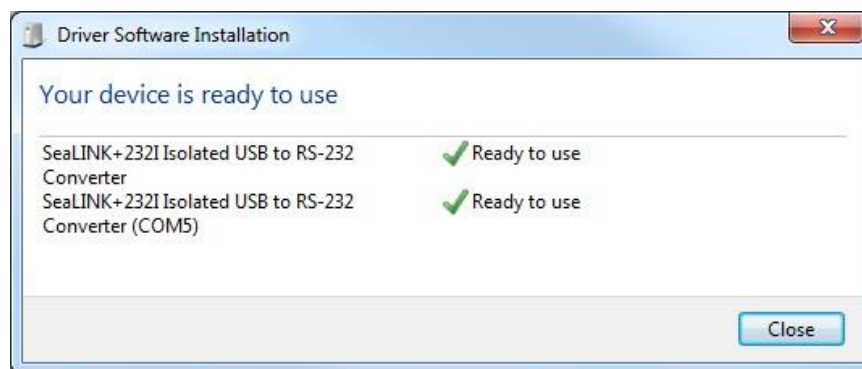 Driver Software Installation
Your device is ready to use
SeaLINK+232I Isolated USB to RS-232 Ready to use
Converter
SeaLINK+232I Isolated USB to RS-232 Ready to use
Converter (COM5)
Close